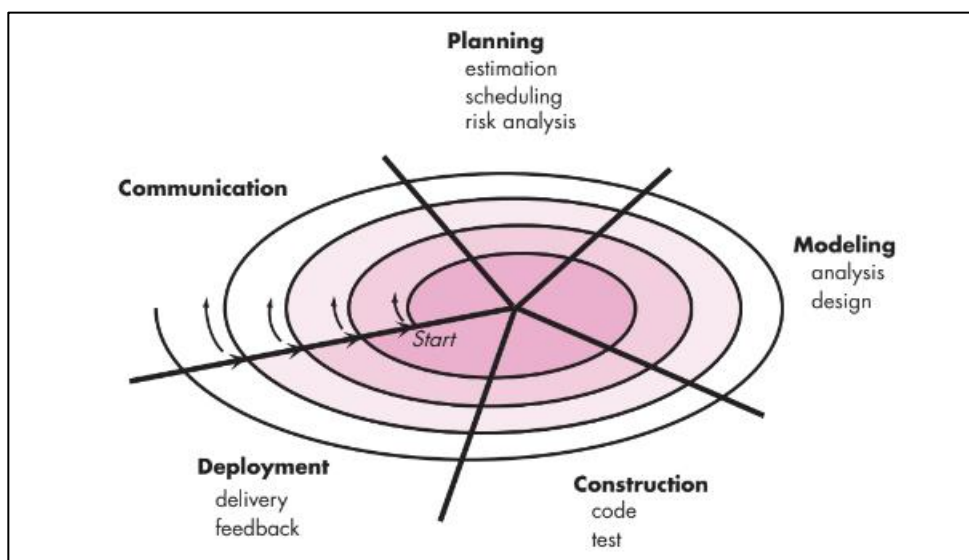 Planning
estimation
scheduling
risk analysis
Communication
Modeling
analysis
design
Start
Deployment
delivery
feedback
Construction
code
test